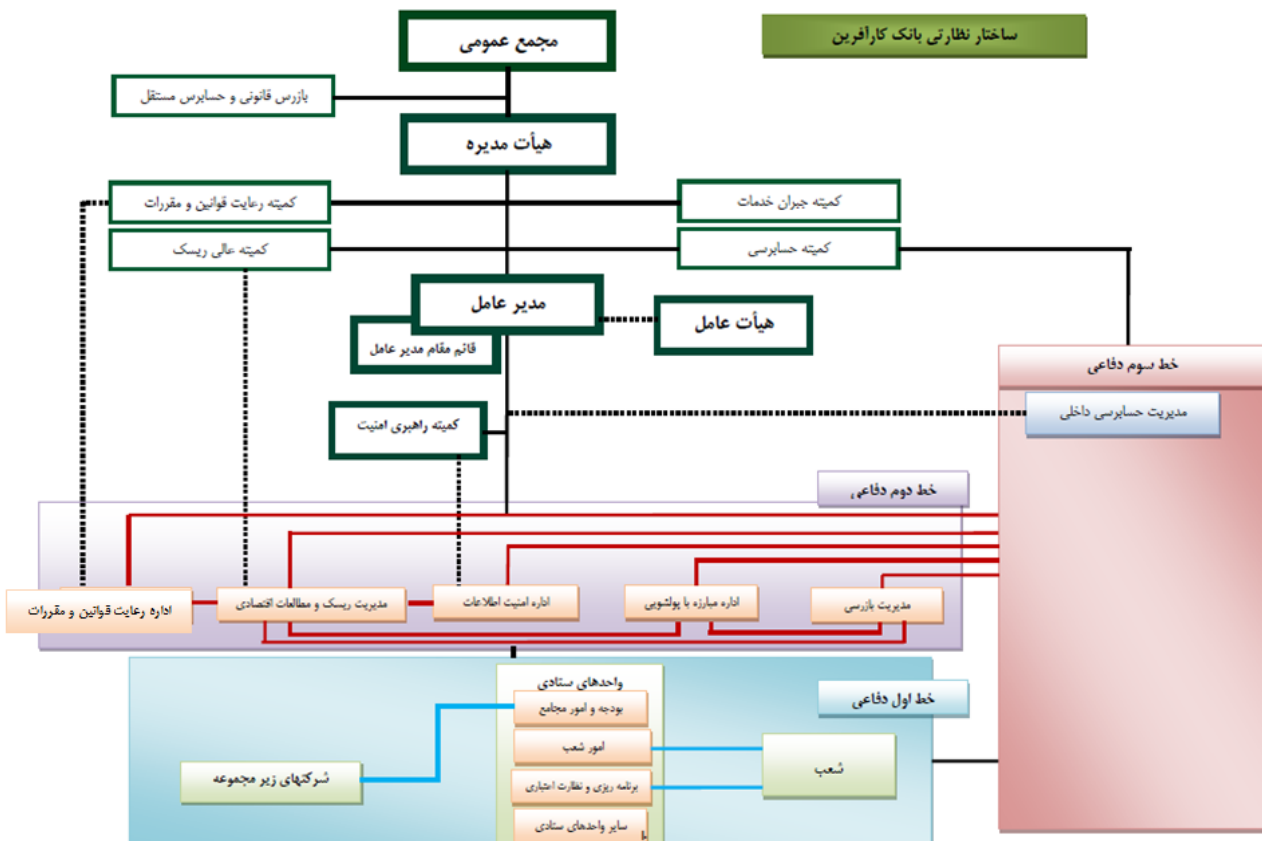 ساختار نظارتی بانک کارآفرین
مجمع عمومی
بازرس قانونی و حسابرس مستقل
هیأت مدیره
کمیته جبران خدمات
کمیته رعایت قوانین و مقررات
کمیته حسابرسی
کمیته عالی ریسک
مدیر عامل
هیأت عامل
قائم مقام مدیر عامل
خط سوم دفاعی
مدیریت حسابرسی داخلی
کمیته راهبری امنیت
خط دوم دفاعی
مدیریت بازرسی
اداره مبارزه با پولشویی
اداره امنیت اطلاعات
مدیریت ریسک و مطالعات اقتصادی
اداره رعایت قوانین و مقررات
خط اول دفاعی
واحدهای ستادی
بودجه و امور مجامع
امور شعب
برنامه ریزی و نظارت اعتباری
سایر واحدهای ستادی
شعب
شرکتهای زیر مجموعه